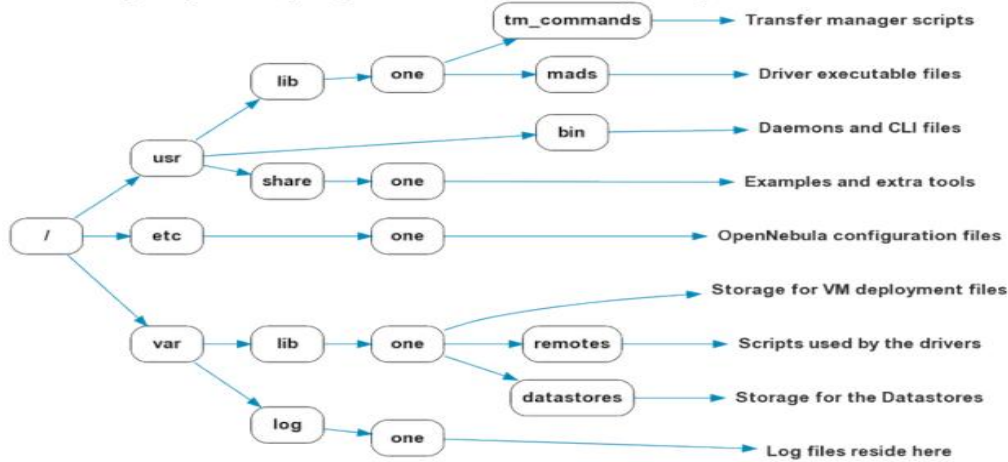 tm_commands
Transfer manager scripts
lib
one
mads
Driver executable files
bin
Daemons and CLI files
usr
share
one
Examples and extra tools
/
etc
one
OpenNebula configuration files
Storage for VM deployment files
var
lib
one
remotes
Scripts used by the drivers
datastores
Storage for the Datastores
log
one
Log files reside here